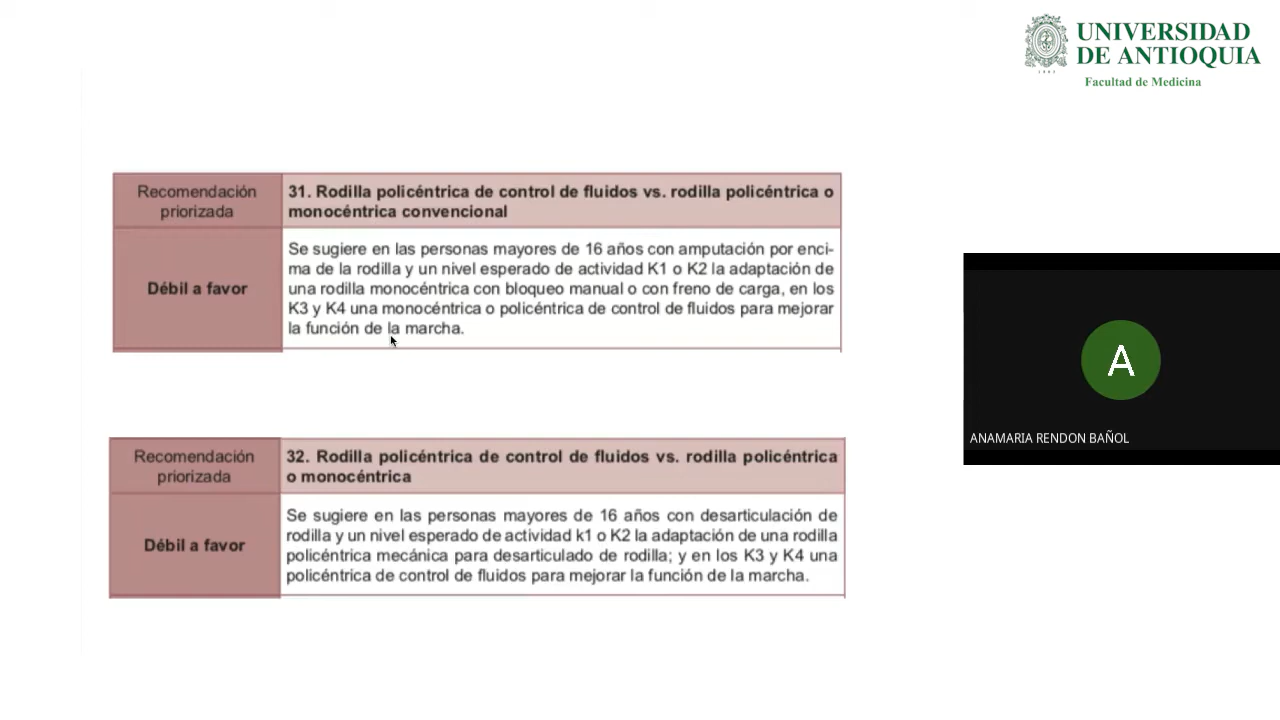 UNIVERSIDAD
DE ANTIOQUIA
1803
Facultad de Medicina
Recomendación
priorizada
31. Rodilla policéntrica de control de fluidos vs. rodilla policéntrica o
monocéntrica convencional
Débil a favor
Se sugiere en las personas mayores de 16 años con amputación por enci-
ma de la rodilla y un nivel esperado de actividad K1 o K2 la adaptación de
una rodilla monocéntrica con bloqueo manual o con freno de carga, en los
K3 y K4 una monocéntrica o policéntrica de control de fluidos para mejorar
la función de la marcha.
A
ANAMARIA RENDON BAÑOL
Recomendación
priorizada
32. Rodilla policéntrica de control de fluidos vs. rodilla policéntrica
o monocéntrica
Débil a favor
Se sugiere en las personas mayores de 16 años con desarticulación de
rodilla y un nivel esperado de actividad k1 o K2 la adaptación de una rodilla
policéntrica mecánica para desarticulado de rodilla; y en los K3 y K4 una
policéntrica de control de fluidos para mejorar la función de la marcha.